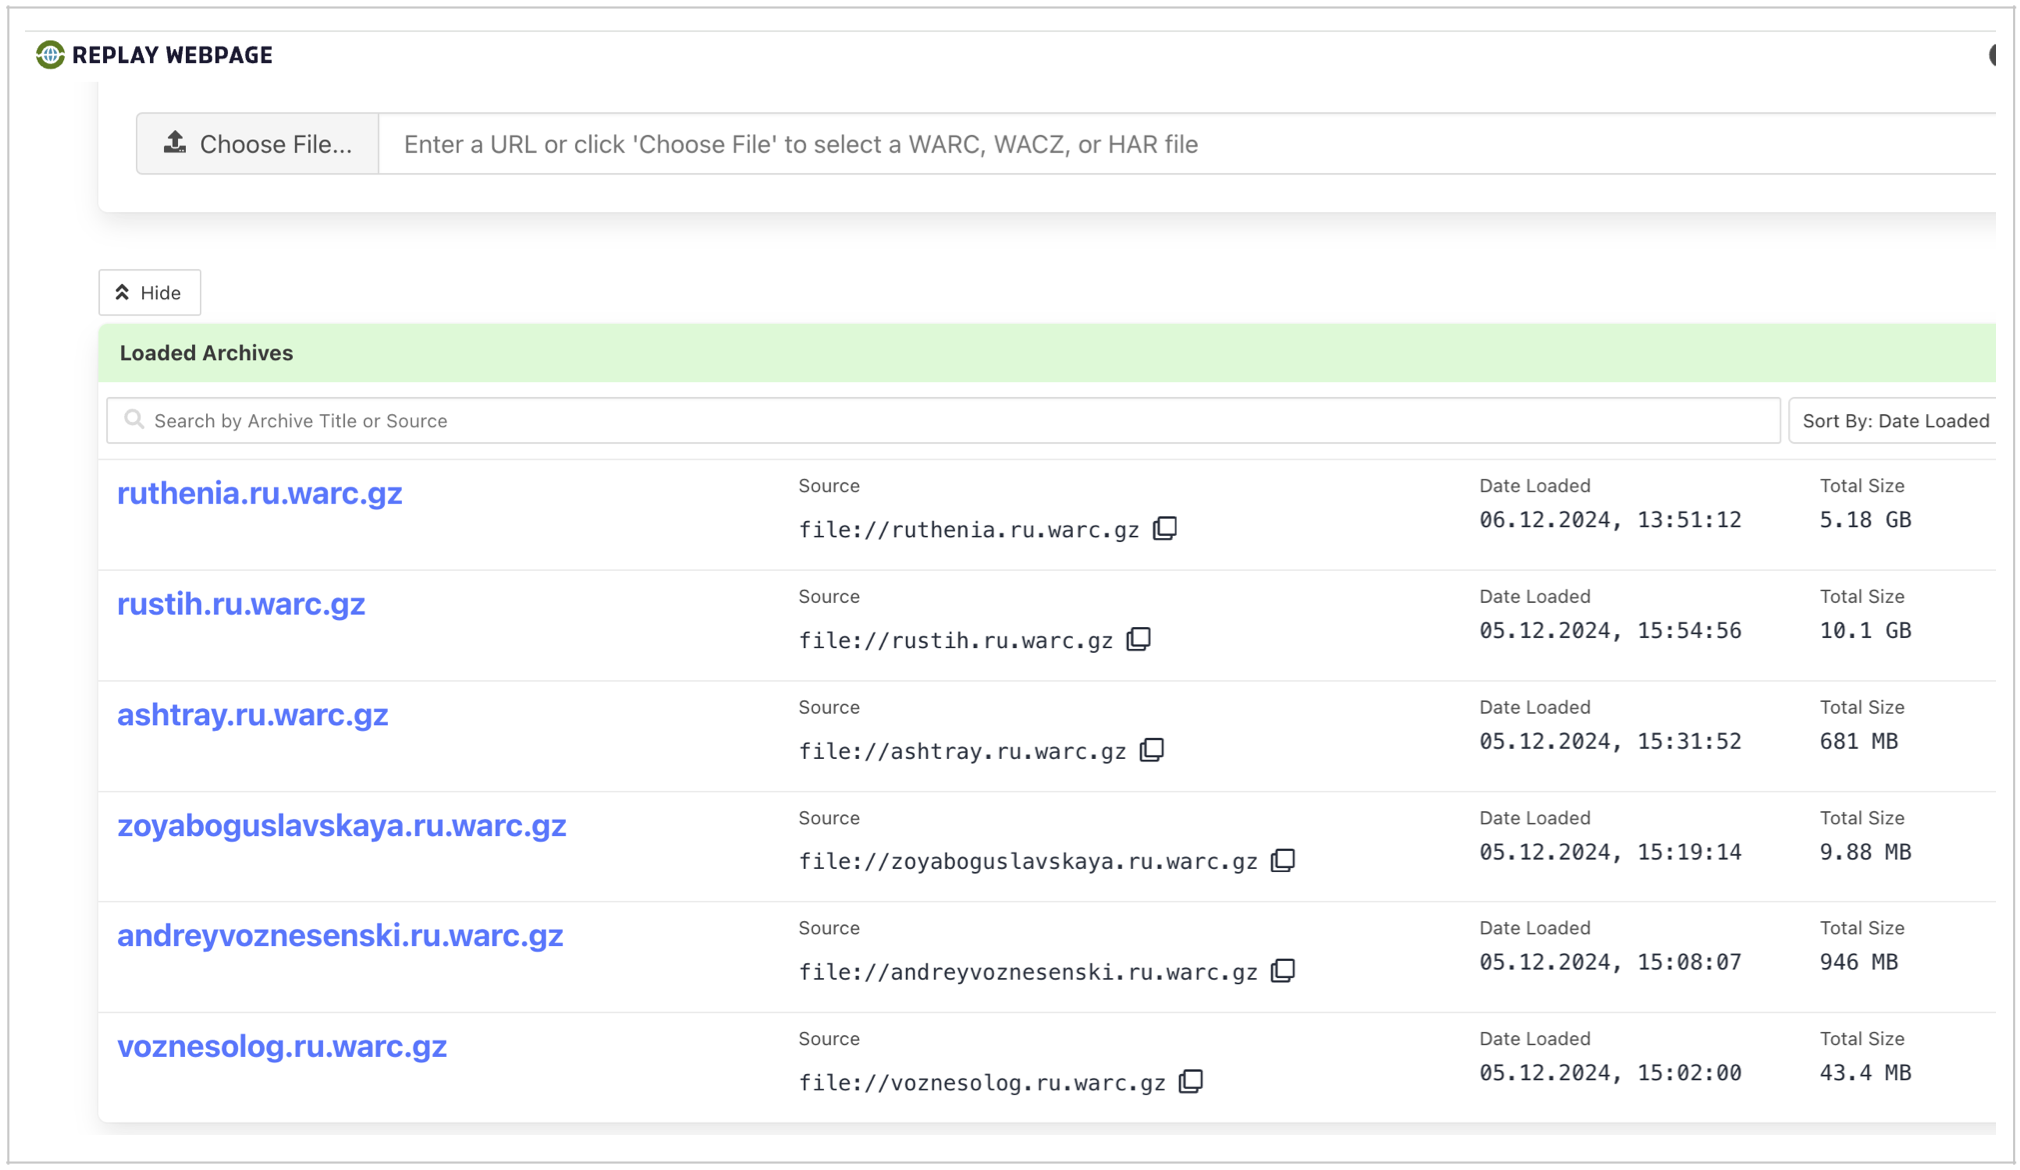 REPLAY WEBPAGE
Choose File...
Enter a URL or click 'Choose File' to select a WARC, WACZ, or HAR file
Hide
Loaded Archives
Search by Archive Title or Source
Sort By: Date Loaded
ruthenia.ru.warc.gz
Source
file://ruthenia.ru.warc.gz
Date Loaded
06.12.2024, 13:51:12
Total Size
5.18 GB
rustih.ru.warc.gz
Source
file://rustih.ru.warc.gz
Date Loaded
05.12.2024, 15:54:56
Total Size
10.1 GB
ashtray.ru.warc.gz
Source
file://ashtray.ru.warc.gz
Date Loaded
05.12.2024, 15:31:52
Total Size
681 MB
zoyaboguslavskaya.ru.warc.gz
Source
file://zoyaboguslavskaya.ru.warc.gz
Date Loaded
05.12.2024, 15:19:14
Total Size
9.88 MB
andreyvoznesenski.ru.warc.gz
Source
file://andreyvoznesenski.ru.warc.gz
Date Loaded
05.12.2024, 15:08:07
Total Size
946 MB
voznesolog.ru.warc.gz
Source
file://voznesolog.ru.warc.gz
Date Loaded
05.12.2024, 15:02:00
Total Size
43.4 MB